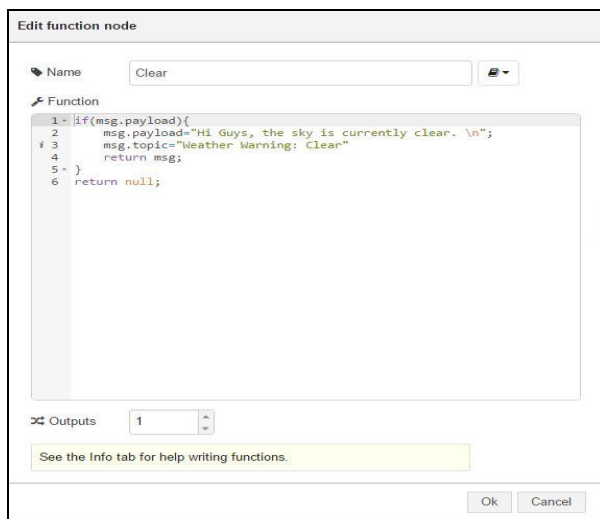 Edit function node
Name
Clear
Function
1 if(msg.payload){
2 msg.payload="Hi Guys, the sky is currently clear. \n";
i 3 msg.topic="Weather Warning: Clear"
4 return msg;
5 }
6 return null;
Outputs
1
See the Info tab for help writing functions.
Ok Cancel